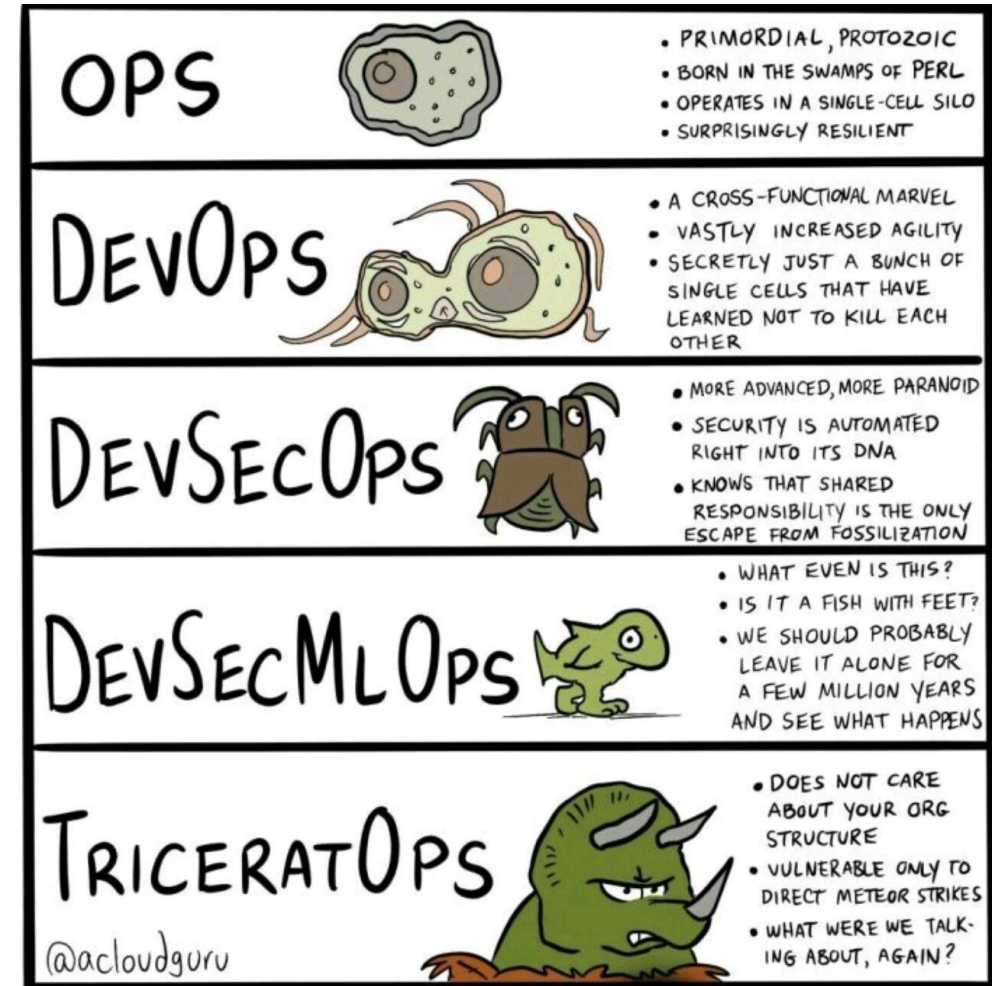 OPS
• PRIMORDIAL, PROTOZOIC
• BORN IN THE SWAMPS OF PERL
• OPERATES IN A SINGLE-CELL SILO
• SURPRISINGLY RESILIENT
DEVOPS
• A CROSS-FUNCTIONAL MARVEL
• VASTLY INCREASED AGILITY
• SECRETLY JUST A BUNCH OF
SINGLE CELLS THAT HAVE
LEARNED NOT TO KILL EACH
OTHER
DEVSECOPS
• MORE ADVANCED, MORE PARANOID
• SECURITY IS AUTOMATED
RIGHT INTO ITS DNA
• KNOWS THAT SHARED
RESPONSIBILITY IS THE ONLY
ESCAPE FROM FOSSILIZATION
DEVSECMLOPS
• WHAT EVEN IS THIS?
• IS IT A FISH WITH FEET?
• WE SHOULD PROBABLY
LEAVE IT ALONE FOR
A FEW MILLION YEARS
AND SEE WHAT HAPPENS
TRICERATOPS
• DOES NOT CARE
ABOUT YOUR ORG
STRUCTURE
• VULNERABLE ONLY TO
DIRECT METEOR STRIKES
• WHAT WERE WE TALK-
ING ABOUT, AGAIN?
@acloudguru